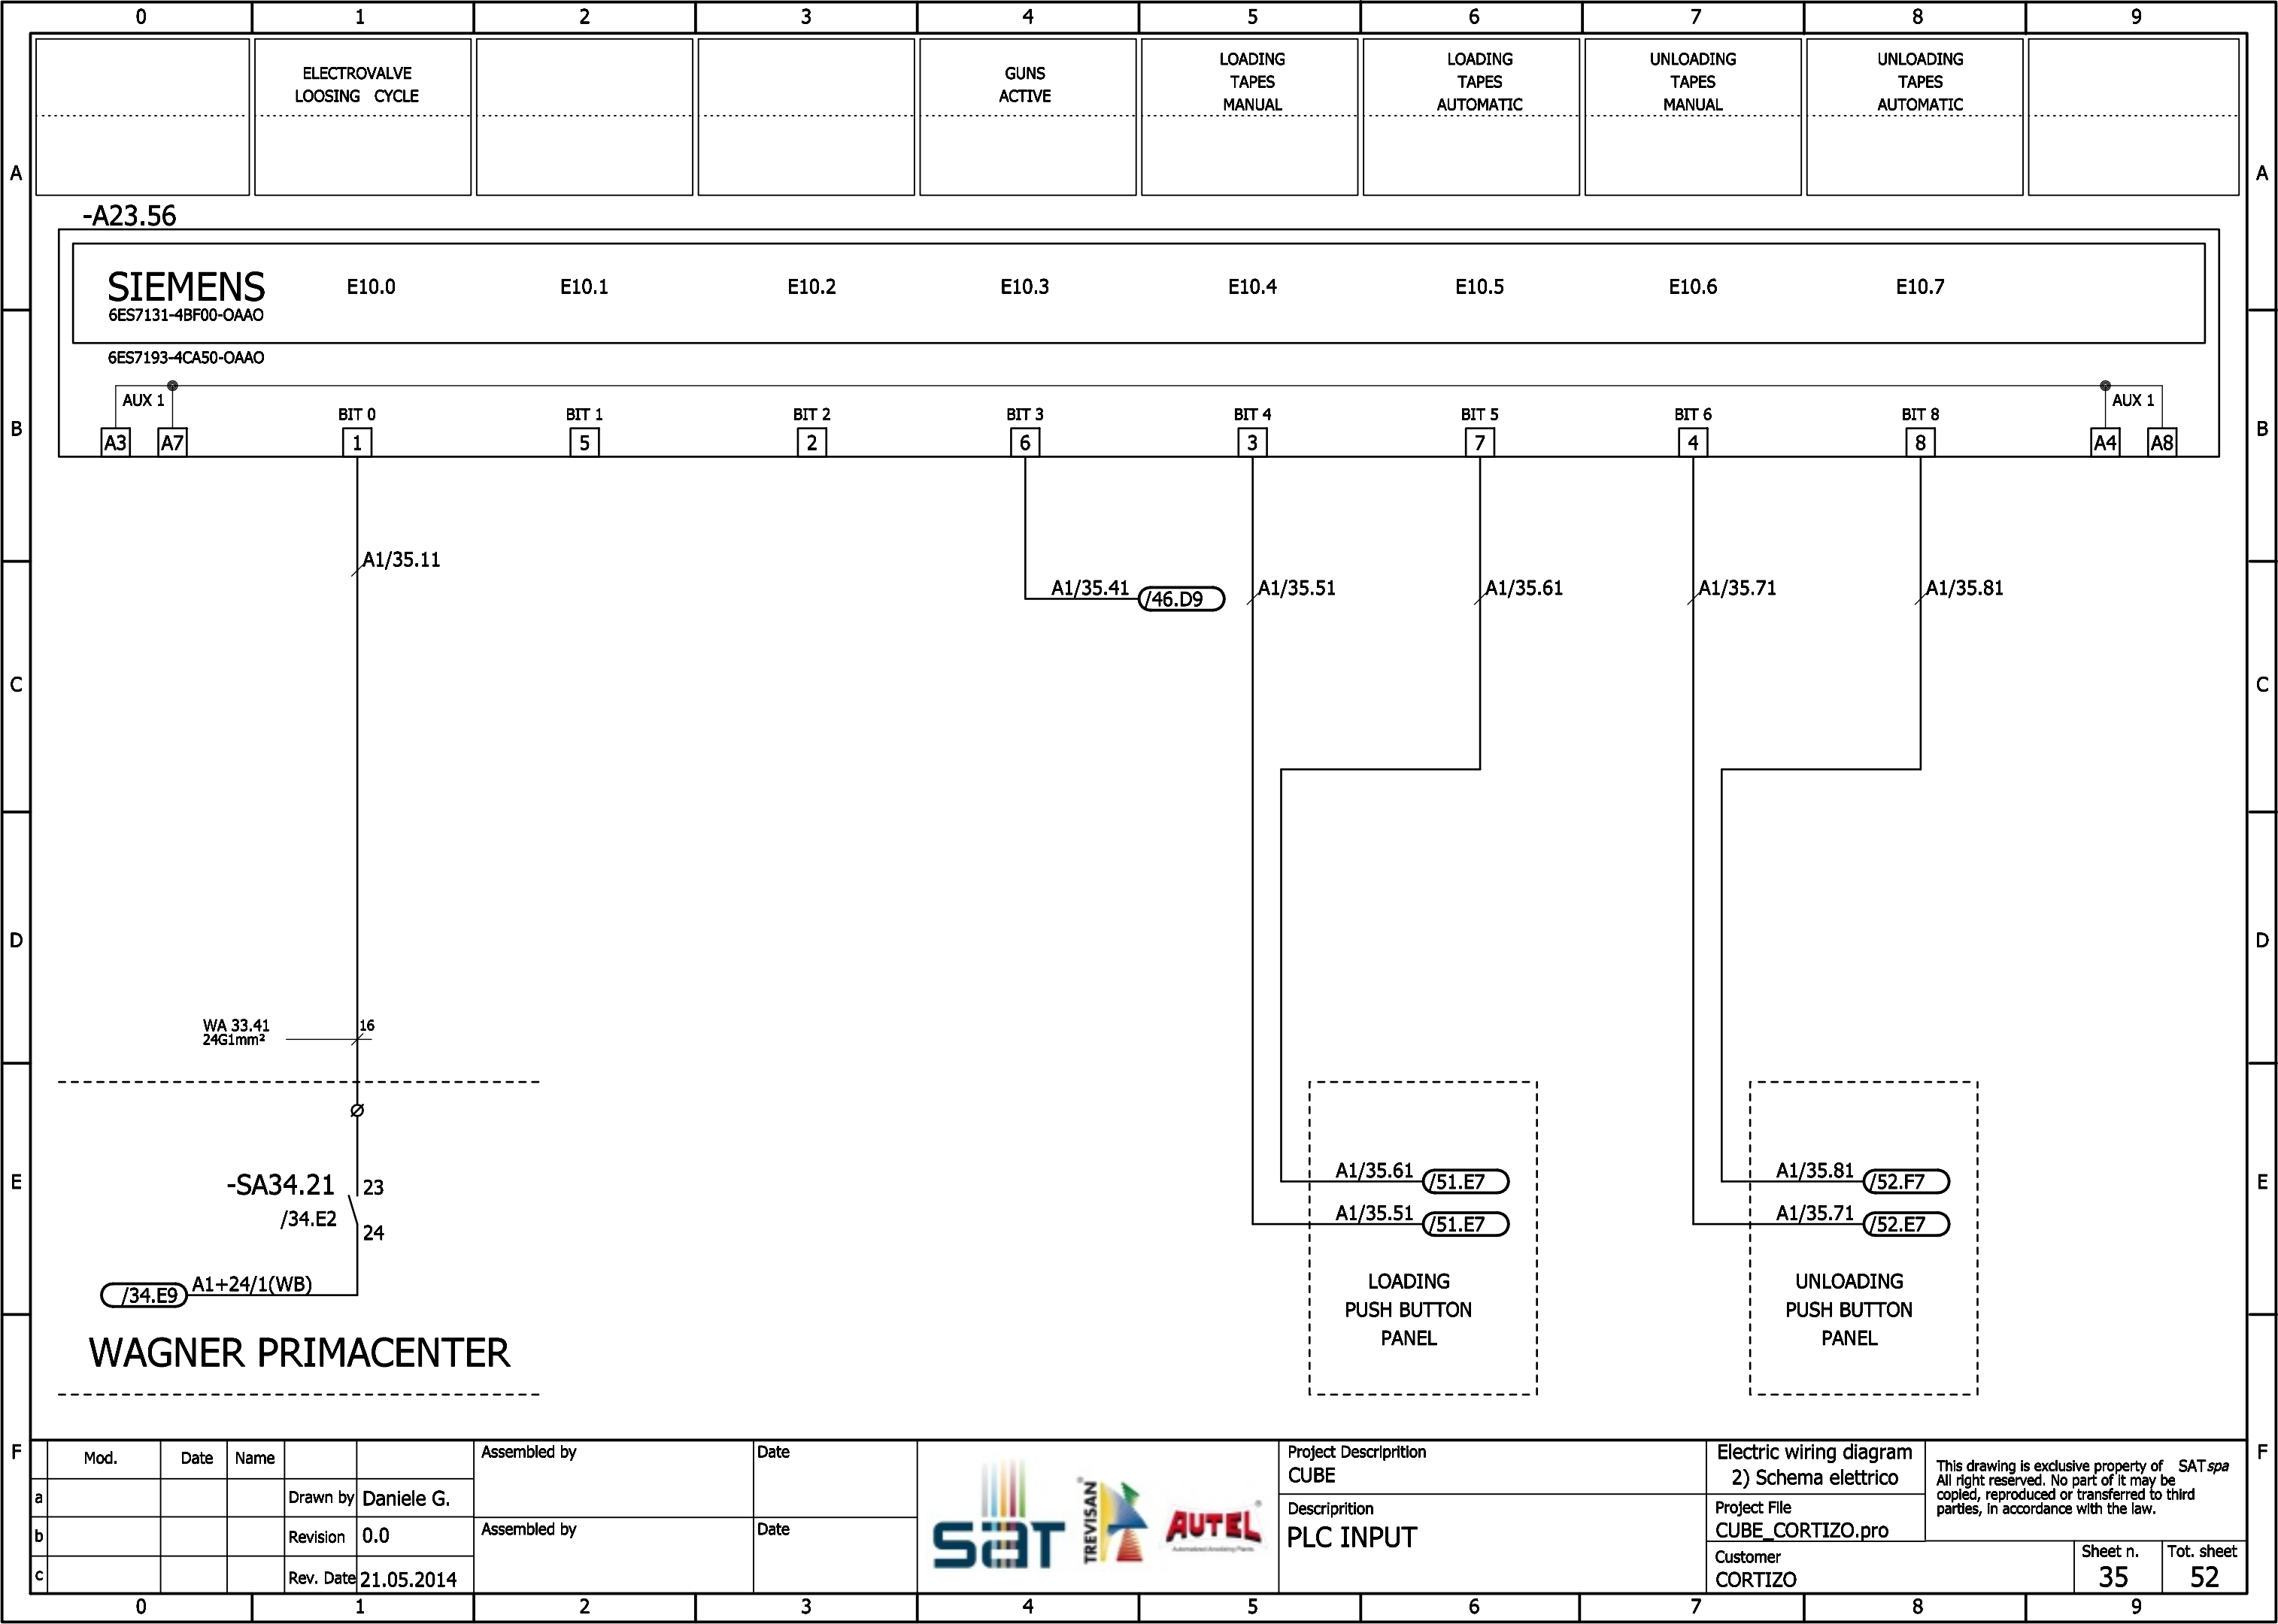 0 1 2 3 4 5 6 7 8 9
ELECTROVALVE
LOOSING CYCLE
GUNS
ACTIVE
LOADING
TAPES
MANUAL
LOADING
TAPES
AUTOMATIC
UNLOADING
TAPES
MANUAL
UNLOADING
TAPES
AUTOMATIC
A A
-A23.56
SIEMENS E10.0 E10.1 E10.2 E10.3 E10.4 E10.5 E10.6 E10.7
6ES7131-4BF00-OAAO
6ES7193-4CA50-OAAO
AUX 1 AUX 1
BIT 0 BIT 1 BIT 2 BIT 3 BIT 4 BIT 5 BIT 6 BIT 8
B B
A3 A7 1 5 2 6 3 7 4 8 A4 A8
A1/35.11
A1/35.41 /46.D9 A1/35.51 A1/35.61 A1/35.71 A1/35.81
C C
D D
WA 33.41 16
24G1mm²
E E
-SA34.21 23
/34.E2 24
/34.E9 A1+24/1(WB)
WAGNER PRIMACENTER
A1/35.61 /51.E7
A1/35.51 /51.E7
LOADING
PUSH BUTTON
PANEL
A1/35.81 /52.F7
A1/35.71 /52.E7
UNLOADING
PUSH BUTTON
PANEL
F F
Mod. Date Name
a Drawn by Daniele G.
b Revision 0.0
c Rev. Date 21.05.2014
Assembled by Date
Assembled by Date
sat
TREVISAN ®
AUTEL ®
Project Descriprition
CUBE
Descriprition
PLC INPUT
Electric wiring diagram
2) Schema elettrico
Project File
CUBE_CORTIZO.pro
Customer
CORTIZO
This drawing is exclusive property of SAT spa
All right reserved. No part of it may be
copied, reproduced or transferred to third
parties, in accordance with the law.
Sheet n. Tot. sheet
35 52
0 1 2 3 4 5 6 7 8 9